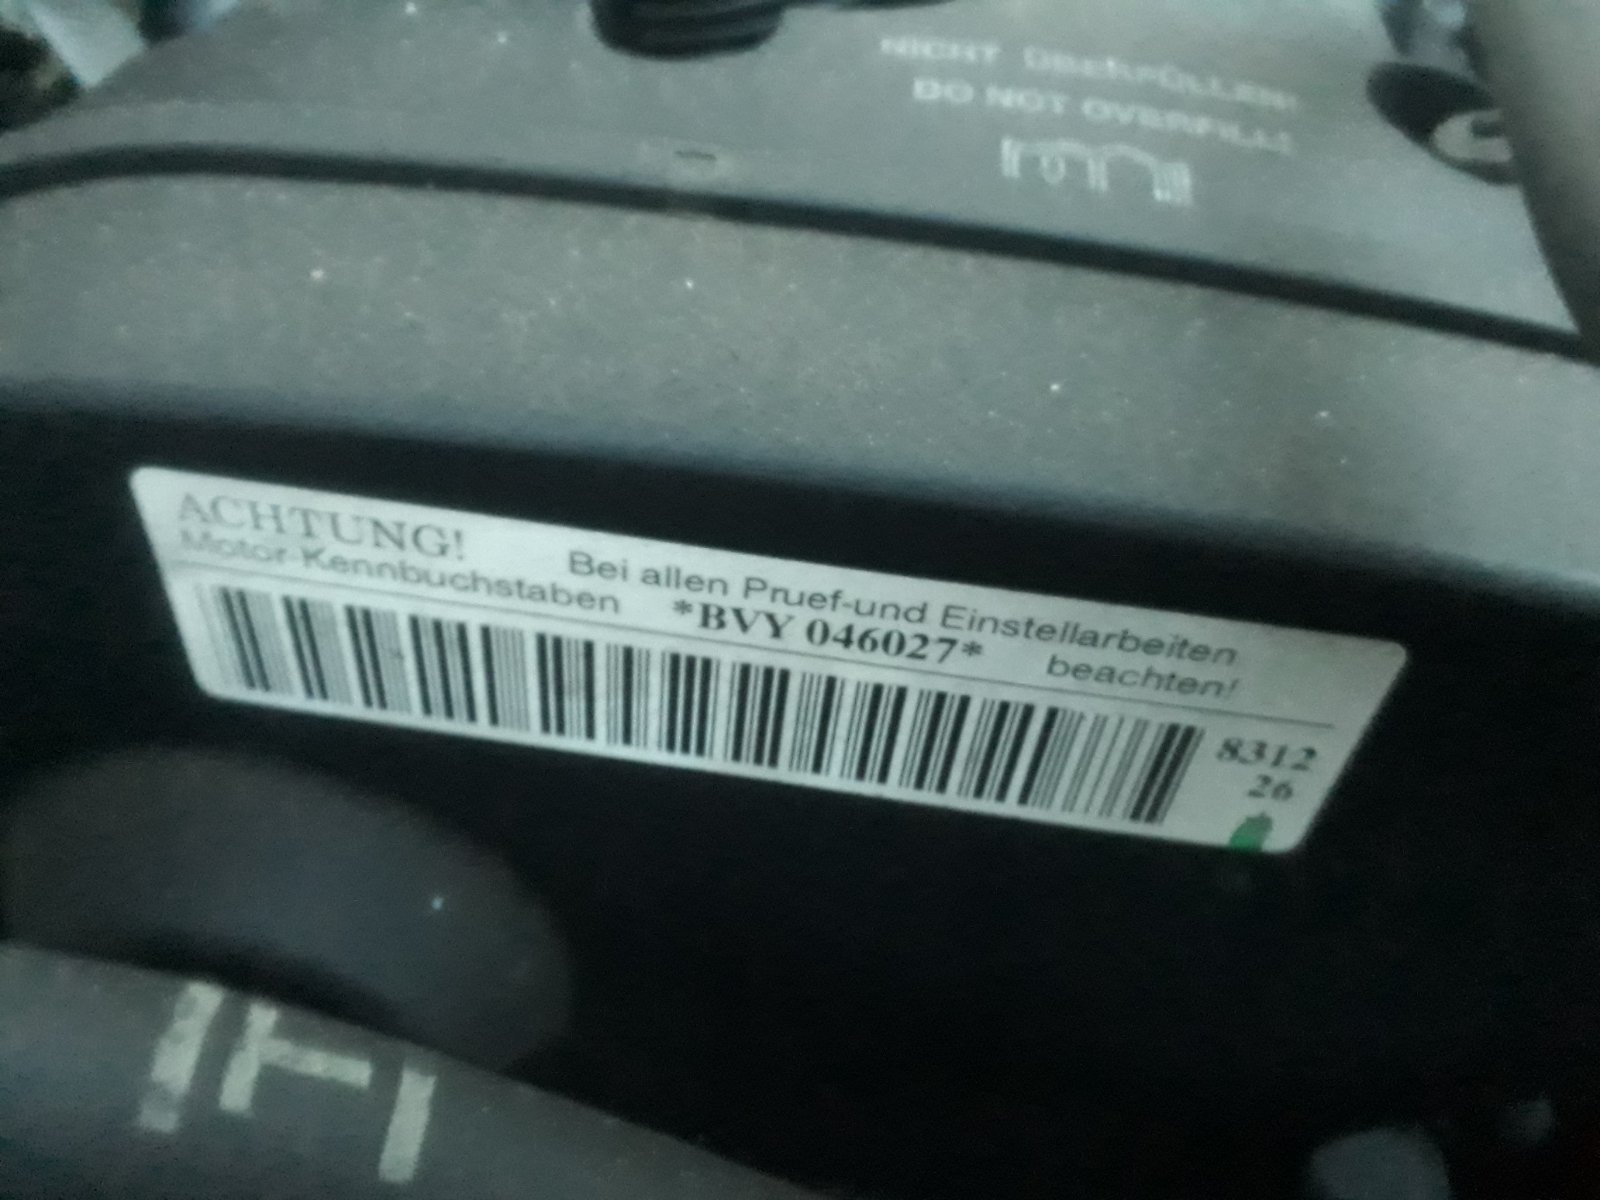 NICHT ÜBERFÜLLEN!
DO NOT OVERFILL!
ACHTUNG! Bei allen Pruef-und Einstellarbeiten
Motor-Kennbuchstaben *BVY 046027* beachten!
8312
26